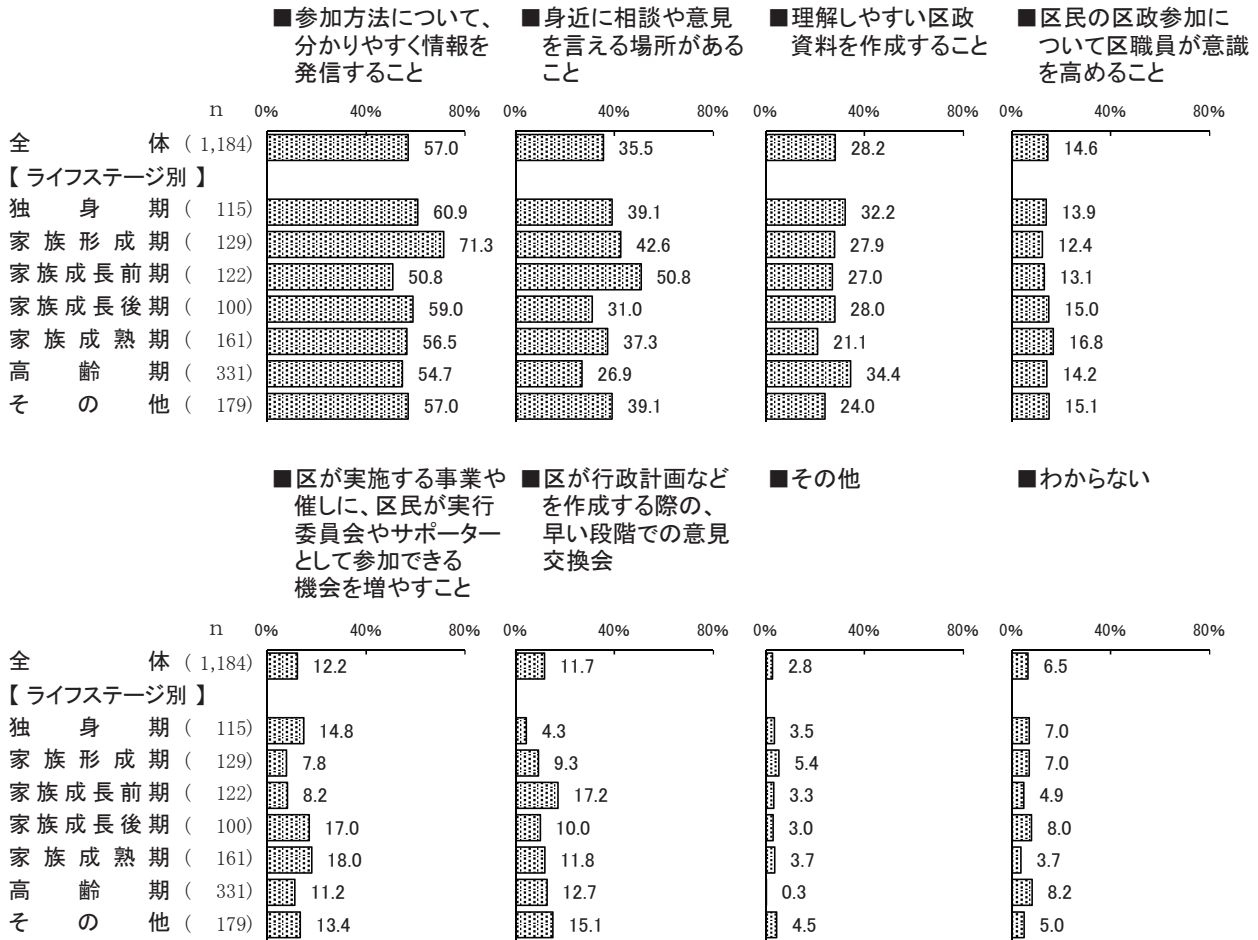 ■参加方法について、
分かりやすく情報を
発信すること
■身近に相談や意見
を言える場所がある
こと
■理解しやすい区政
資料を作成すること
■区民の区政参加に
ついて区職員が意識
を高めること
n 0% 40% 80% 0% 40% 80% 0% 40% 80% 0% 40% 80%
全体 (1,184) 57.0 35.5 28.2 14.6
【ライフステージ別】
独身期 (115) 60.9 39.1 32.2 13.9
家族形成期 (129) 71.3 42.6 27.9 12.4
家族成長前期 (122) 50.8 50.8 27.0 13.1
家族成長後期 (100) 59.0 31.0 28.0 15.0
家族成熟期 (161) 56.5 37.3 21.1 16.8
高齢期 (331) 54.7 26.9 34.4 14.2
その他 (179) 57.0 39.1 24.0 15.1
■区が実施する事業や
催しに、区民が実行
委員会やサポーター
として参加できる
機会を増やすこと
■区が行政計画など
を作成する際の、
早い段階での意見
交換会
■その他
■わからない
n 0% 40% 80% 0% 40% 80% 0% 40% 80% 0% 40% 80%
全体 (1,184) 12.2 11.7 2.8 6.5
【ライフステージ別】
独身期 (115) 14.8 4.3 3.5 7.0
家族形成期 (129) 7.8 9.3 5.4 7.0
家族成長前期 (122) 8.2 17.2 3.3 4.9
家族成長後期 (100) 17.0 10.0 3.0 8.0
家族成熟期 (161) 18.0 11.8 3.7 3.7
高齢期 (331) 11.2 12.7 0.3 8.2
その他 (179) 13.4 15.1 4.5 5.0